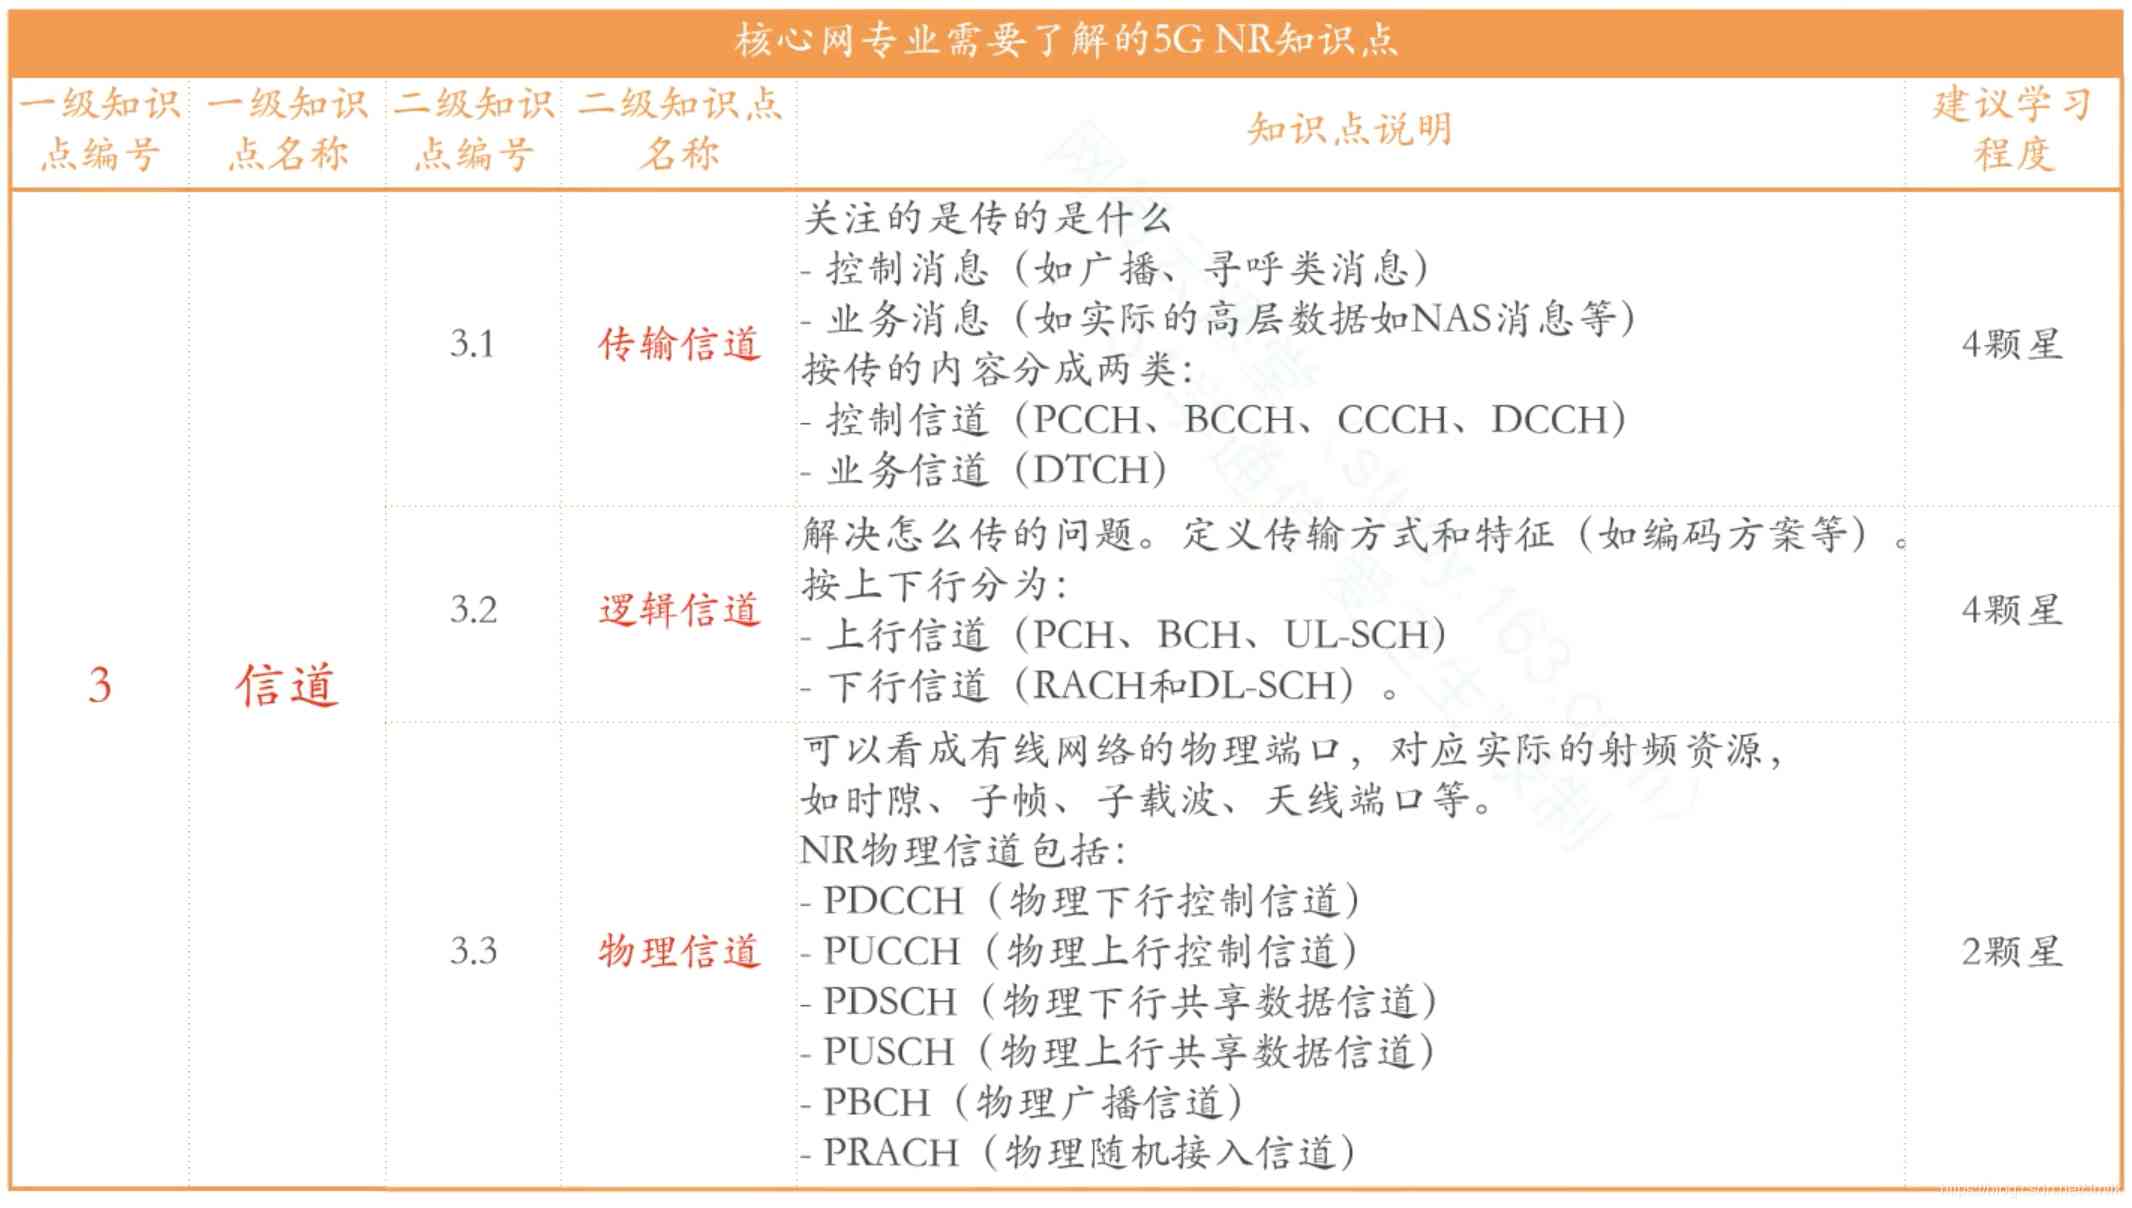 核心网专业需要了解的5G NR知识点
一级知识
点编号
一级知识
点名称
二级知识
点编号
二级知识点
名称
知识点说明
建议学习
程度
3
信道
3.1
传输信道
关注的是传的是什么
- 控制消息（如广播、寻呼类消息）
- 业务消息（如实际的高层数据如NAS消息等）
按传的内容分成两类：
- 控制信道（PCCH、BCCH、CCCH、DCCH）
- 业务信道（DTCH）
4颗星
3.2
逻辑信道
解决怎么传的问题。定义传输方式和特征（如编码方案等）。
按上下行分为：
- 上行信道（PCH、BCH、UL-SCH）
- 下行信道（RACH和DL-SCH）。
4颗星
3.3
物理信道
可以看成有线网络的物理端口，对应实际的射频资源，
如时隙、子帧、子载波、天线端口等。
NR物理信道包括：
- PDCCH（物理下行控制信道）
- PUCCH（物理上行控制信道）
- PDSCH（物理下行共享数据信道）
- PUSCH（物理上行共享数据信道）
- PBCH（物理广播信道）
- PRACH（物理随机接入信道）
2颗星